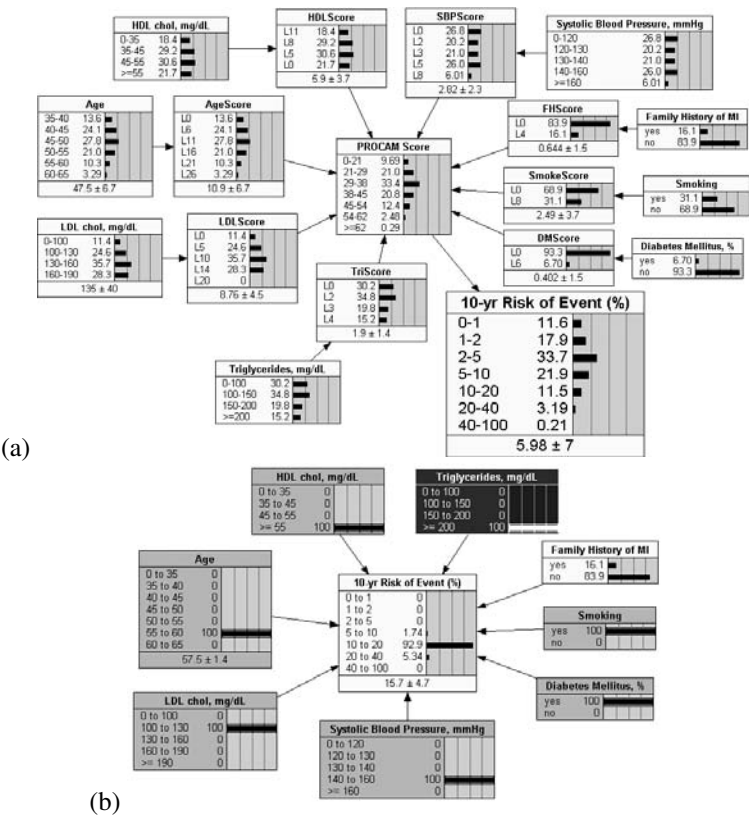 HDL chol, mg/dL
0-35 18.4
35-45 29.2
45-55 30.6
>=55 21.7
HDLScore
L11 18.4
L8 29.2
L5 30.6
L0 21.7
5.9 ± 3.7
SBPScore
L0 26.8
L2 20.2
L3 21.0
L5 26.0
L8 6.01
2.82 ± 2.3
Systolic Blood Pressure, mmHg
0-120 26.8
120-130 20.2
130-140 21.0
140-160 26.0
>=160 6.01
Age
35-40 13.6
40-45 24.1
45-50 27.8
50-55 21.0
55-60 10.3
60-65 3.29
47.5 ± 6.7
AgeScore
L0 13.6
L6 24.1
L11 27.8
L16 21.0
L21 10.3
L26 3.29
10.9 ± 6.7
PROCAM Score
0-21 9.69
21-29 21.0
29-38 33.4
38-45 20.8
45-54 12.4
54-62 2.48
>=62 0.29
FHScore
L0 83.9
L4 16.1
0.644 ± 1.5
Family History of MI
yes 16.1
no 83.9
SmokeScore
L0 68.9
L8 31.1
2.49 ± 3.7
Smoking
yes 31.1
no 68.9
LDL chol, mg/dL
0-100 11.4
100-130 24.6
130-160 35.7
160-190 28.3
135 ± 40
LDLScore
L0 11.4
L5 24.6
L10 35.7
L14 28.3
L20 0
8.76 ± 4.5
DMScore
L0 93.3
L6 6.70
0.402 ± 1.5
Diabetes Mellitus, %
yes 6.70
no 93.3
TriScore
L0 30.2
L2 34.8
L3 19.8
L4 15.2
1.9 ± 1.4
Triglycerides, mg/dL
0-100 30.2
100-150 34.8
150-200 19.8
>=200 15.2
10-yr Risk of Event (%)
0-1 11.6
1-2 17.9
2-5 33.7
5-10 21.9
10-20 11.5
20-40 3.19
40-100 0.21
5.98 ± 7
(a)
HDL chol, mg/dL
0 to 35 0
35 to 45 0
45 to 55 0
>= 55 100
Triglycerides, mg/dL
0 to 100 0
100 to 150 0
150 to 200 0
>= 200 100
Age
0 to 35 0
35 to 40 0
40 to 45 0
45 to 50 0
50 to 55 0
55 to 60 100
60 to 65 0
57.5 ± 1.4
10-yr Risk of Event (%)
0 to 1 0
1 to 2 0
2 to 5 0
5 to 10 1.74
10 to 20 92.9
20 to 40 5.34
40 to 100 0
15.7 ± 4.7
Family History of MI
yes 16.1
no 83.9
Smoking
yes 100
no 0
LDL chol, mg/dL
0 to 100 0
100 to 130 100
130 to 160 0
160 to 190 0
>= 190 0
Diabetes Mellitus, %
yes 100
no 0
Systolic Blood Pressure, mmHg
0 to 120 0
120 to 130 0
130 to 140 0
140 to 160 100
>= 160 0
(b)